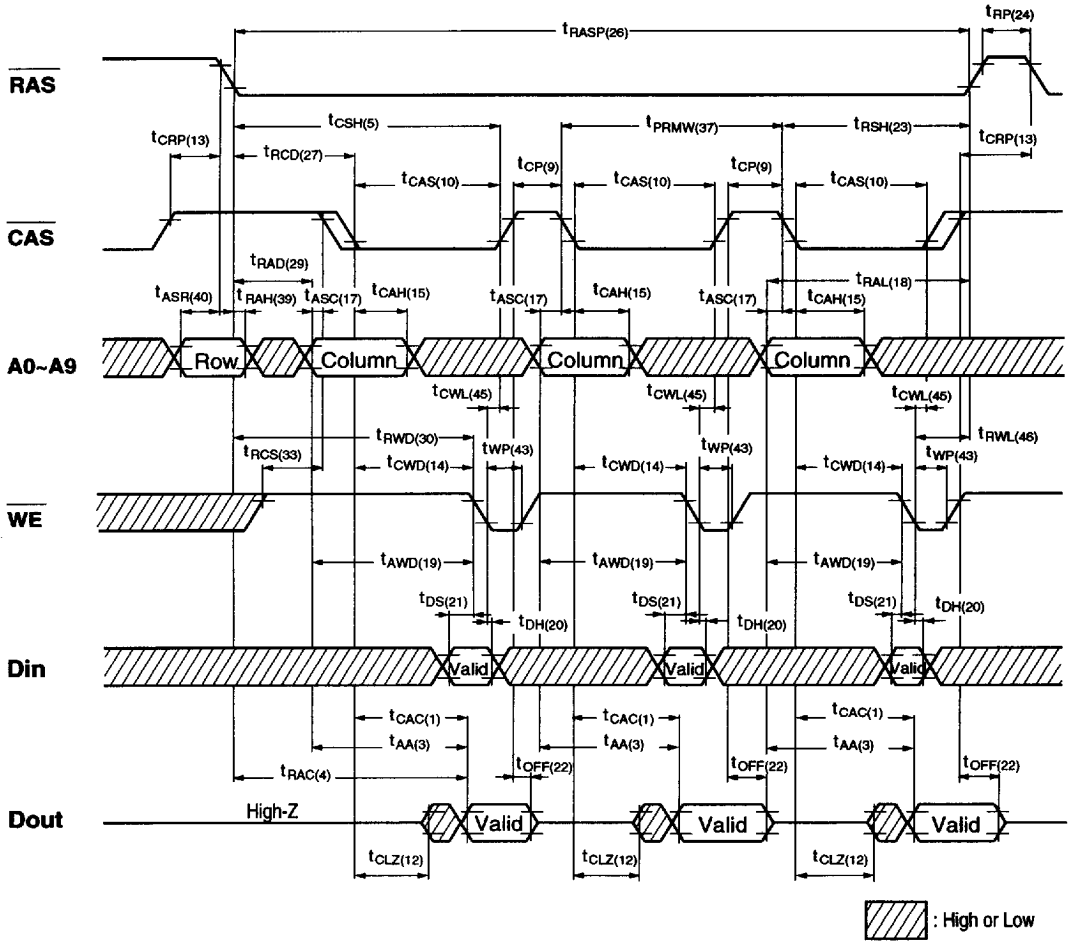 tRP(24)
tRASP(26)
RAS
tCSH(5) tPRMW(37) tRSH(23)
tCRP(13) tRCD(27) tCP(9) tCP(9) tCRP(13)
tCAS(10) tCAS(10) tCAS(10)
CAS
tRAD(29) tRAL(18)
tASR(40) tRAH(39) tASC(17) tCAH(15) tASC(17) tCAH(15) tASC(17) tCAH(15)
A0~A9 Row Column Column Column
tCWL(45) tCWL(45) tCWL(45)
tRWD(30) tRWL(46)
tRCS(33) tCWD(14) tWP(43) tCWD(14) tWP(43) tCWD(14) tWP(43)
WE
tAWD(19) tAWD(19) tAWD(19)
tDS(21) tDS(21) tDS(21)
tDH(20) tDH(20) tDH(20)
Din Valid Valid Valid
tCAC(1) tCAC(1) tCAC(1)
tAA(3) tAA(3) tAA(3)
tRAC(4) tOFF(22) tOFF(22) tOFF(22)
Dout High-Z Valid Valid Valid
tCLZ(12) tCLZ(12) tCLZ(12)
: High or Low